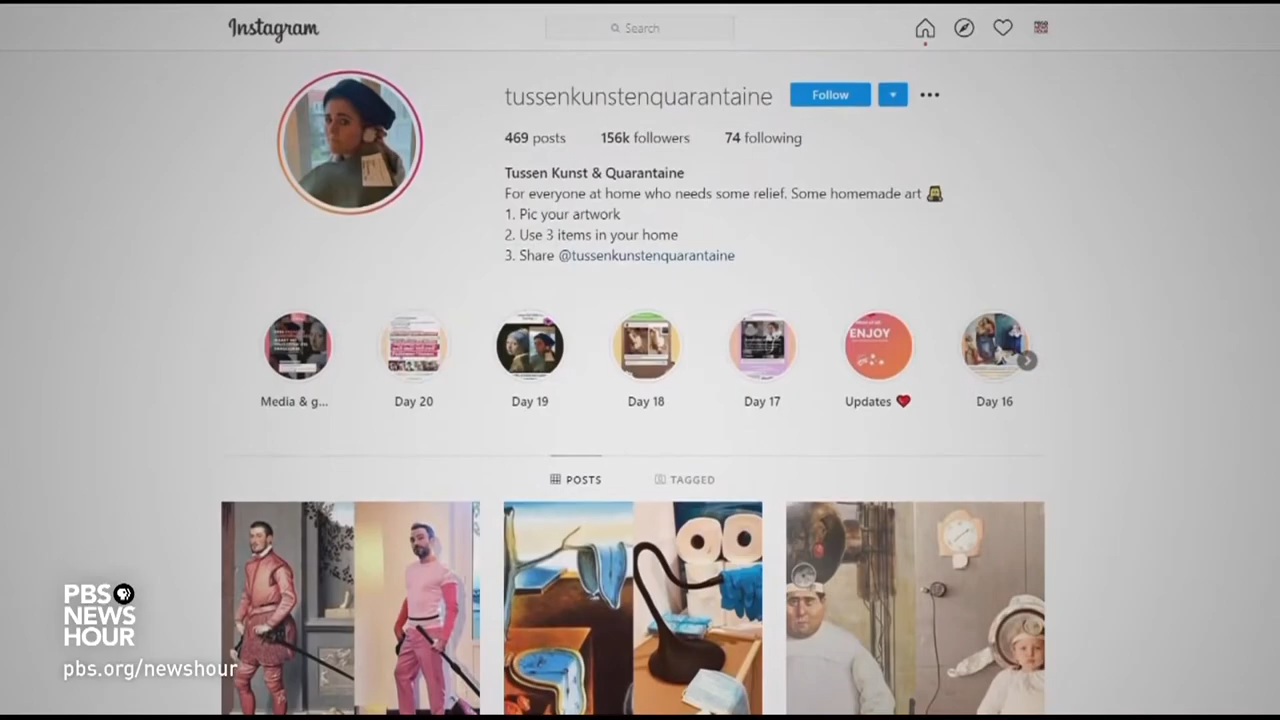 Instagram
Search
tussenkunstenquarantaine
Follow
469 posts 156k followers 74 following
Tussen Kunst & Quarantaine
For everyone at home who needs some relief. Some homemade art
1. Pic your artwork
2. Use 3 items in your home
3. Share @tussenkunstenquarantaine
ENJOY
Media & g...
Day 20
Day 19
Day 18
Day 17
Updates
Day 16
POSTS
TAGGED
PBS
NEWS
HOUR
pbs.org/newshour